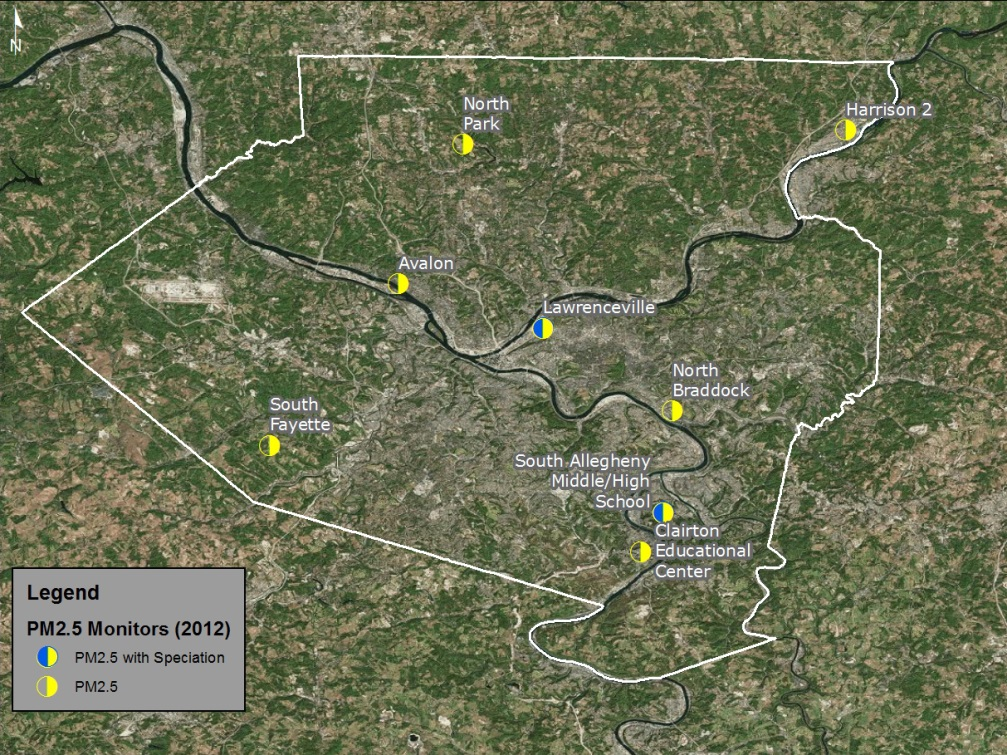 N
North
Park
Harrison 2
Avalon
Lawrenceville
North
Braddock
South
Fayette
South Allegheny
Middle/High
School
Clairton
Educational
Center
Legend
PM2.5 Monitors (2012)
PM2.5 with Speciation
PM2.5